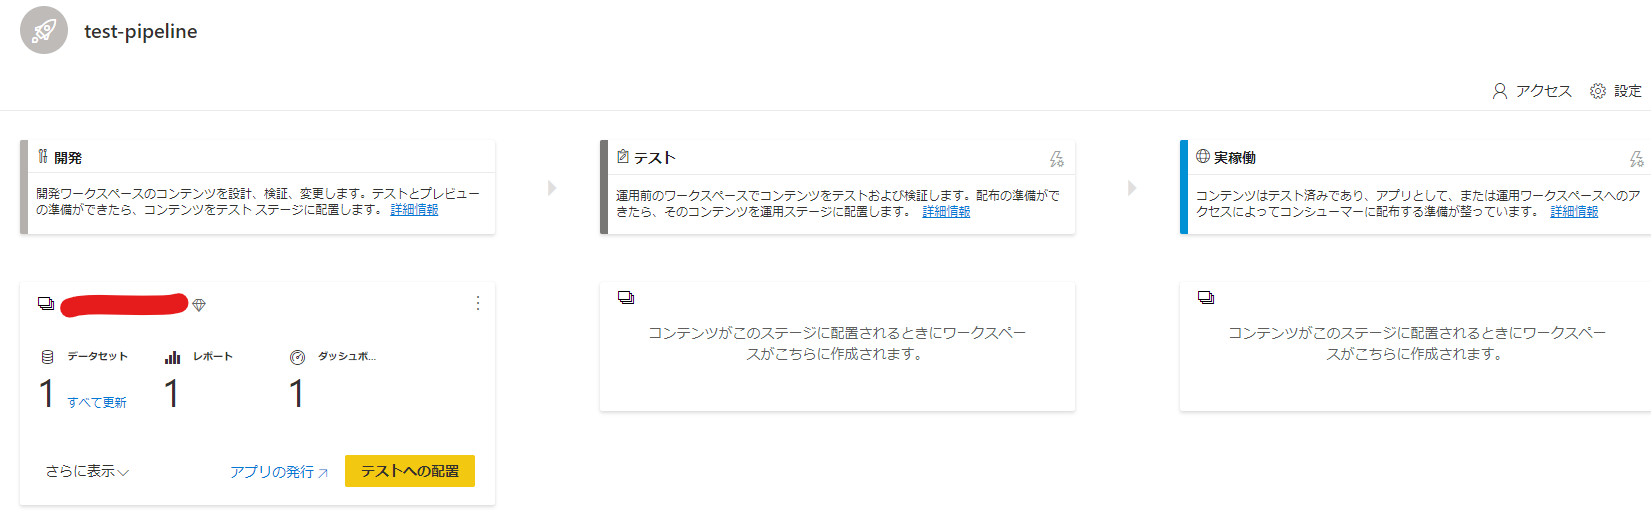 test-pipeline
アクセス
設定
開発
開発ワークスペースのコンテンツを設計、検証、変更します。テストとプレビュー
の準備ができたら、コンテンツをテスト ステージに配置します。 詳細情報
テスト
運用前のワークスペースでコンテンツをテストおよび検証します。配布の準備がで
きたら、そのコンテンツを運用ステージに配置します。 詳細情報
実稼働
コンテンツはテスト済みであり、アプリとして、または運用ワークスペースへのア
クセスによってコンシューマーに配布する準備が整っています。 詳細情報
データセット
1 すべて更新
レポート
1
ダッシュボ...
1
さらに表示
アプリの発行
テストへの配置
コンテンツがこのステージに配置されるときにワークスペー
スがこちらに作成されます。
コンテンツがこのステージに配置されるときにワークスペー
スがこちらに作成されます。